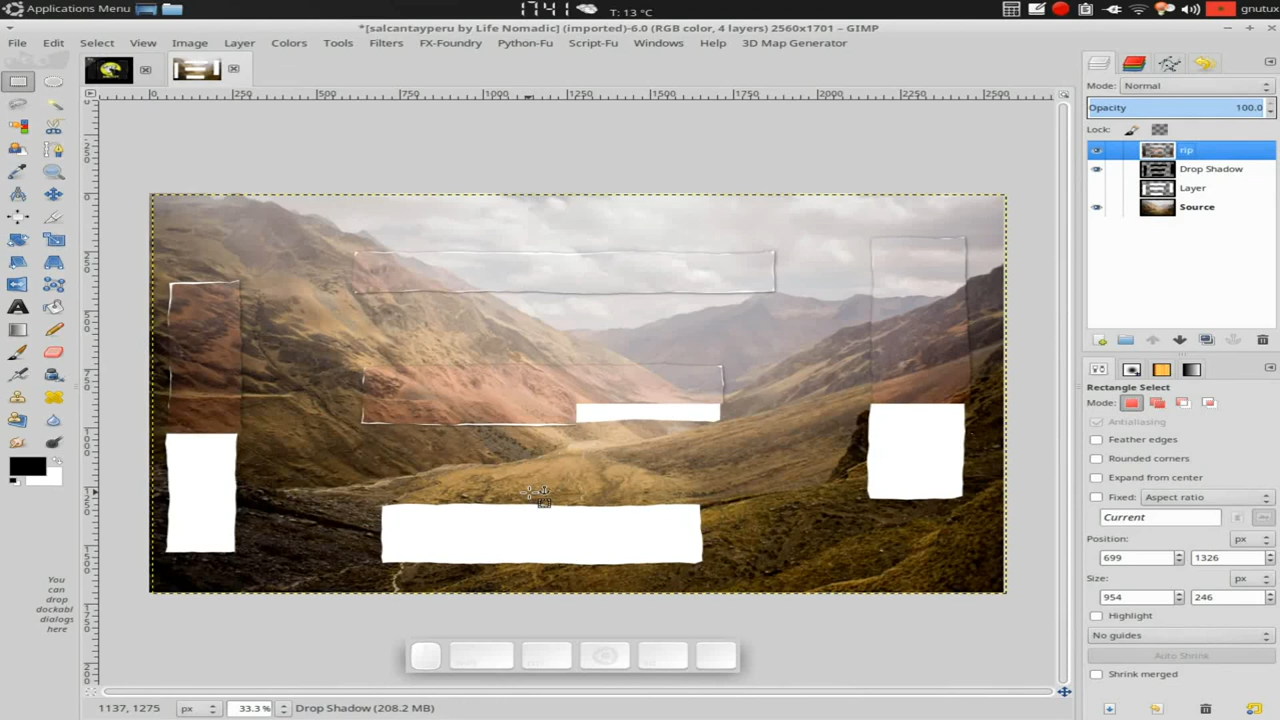 Applications Menu
T: 13 °C
gnutux
*[salcantayperu by Life Nomadic] (imported)-6.0 (RGB color, 4 layers) 2560x1701 – GIMP
File Edit Select View Image Layer Colors Tools Filters FX-Foundry Python-Fu Script-Fu Windows Help 3D Map Generator
0 250 500 750 1000 1250 1500 1750 2000 2250 2500
Mode: Normal
Opacity 100.0
Lock:
rip
Drop Shadow
Layer
Source
Rectangle Select
Mode:
Antialiasing
Feather edges
Rounded corners
Expand from center
Fixed: Aspect ratio
Current
Position: px
699 1326
Size: px
954 246
Highlight
No guides
Auto Shrink
Shrink merged
You
can
drop
dockabl
dialogs
here
1137, 1275 px 33.3 % Drop Shadow (208.2 MB)